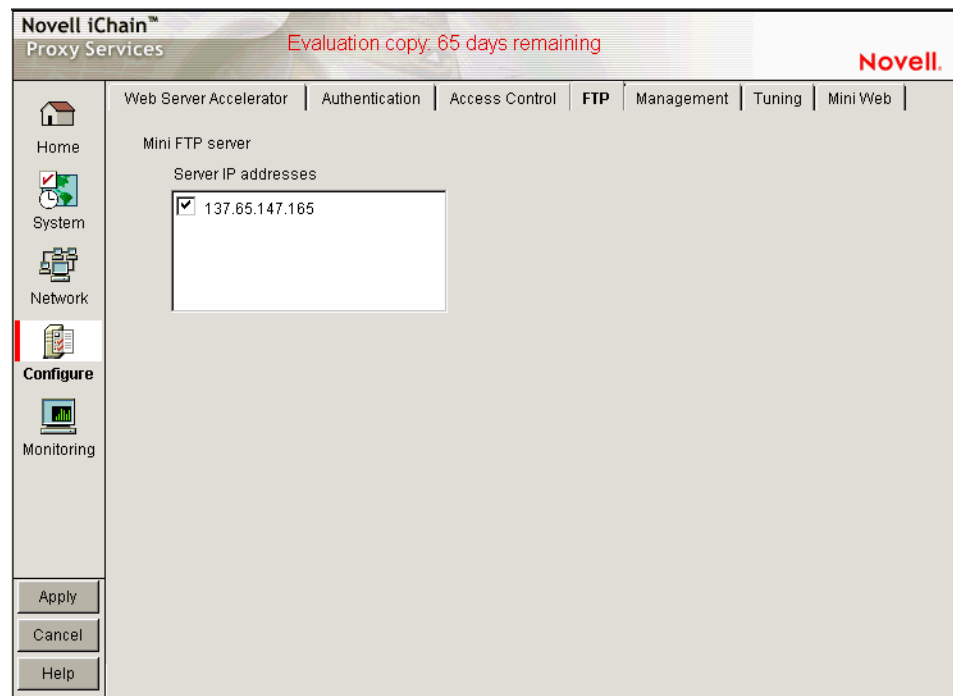 Novell iChain™
Proxy Services
Evaluation copy: 65 days remaining
Novell.
Home
System
Network
Configure
Monitoring
Apply
Cancel
Help
Web Server Accelerator Authentication Access Control FTP Management Tuning Mini Web
Mini FTP server
Server IP addresses
137.65.147.165